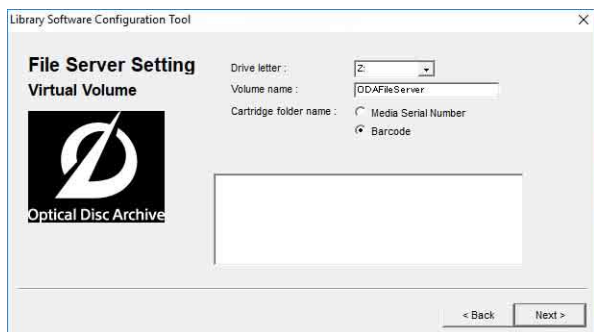 Library Software Configuration Tool
File Server Setting
Virtual Volume
Drive letter :
Z:
Volume name :
ODAFileServer
Cartridge folder name :
Media Serial Number
Barcode
Optical Disc Archive
< Back
Next >